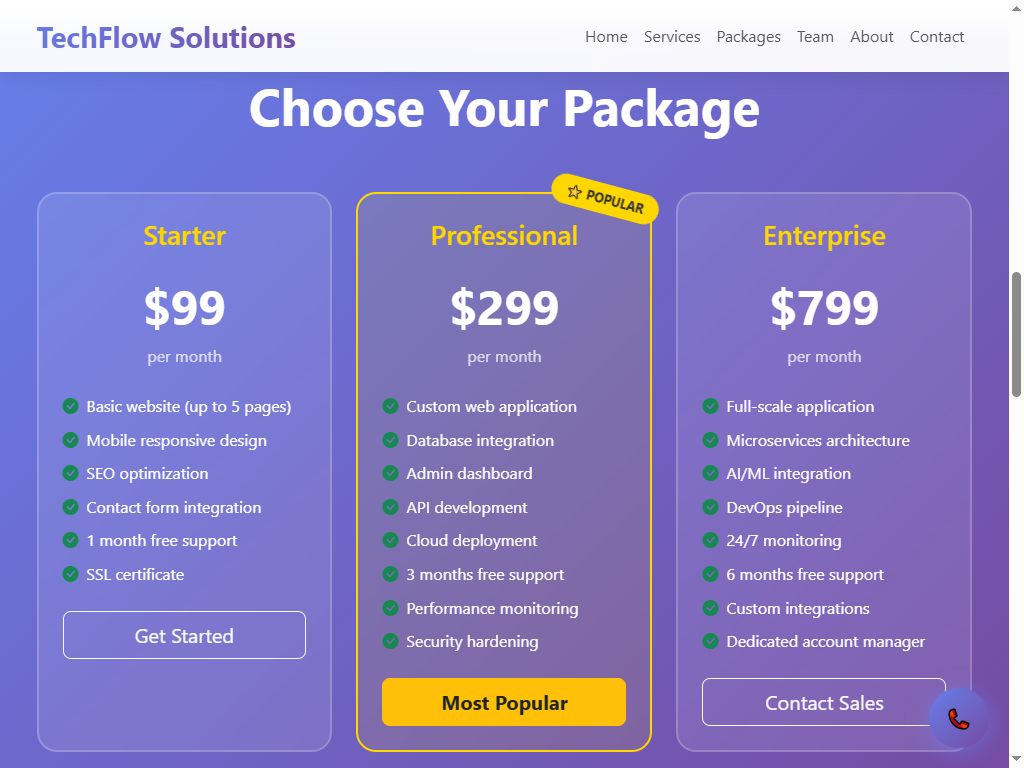 TechFlow Solutions
Home Services Packages Team About Contact
Choose Your Package
POPULAR
Starter
$99
per month
Basic website (up to 5 pages)
Mobile responsive design
SEO optimization
Contact form integration
1 month free support
SSL certificate
Get Started
Professional
$299
per month
Custom web application
Database integration
Admin dashboard
API development
Cloud deployment
3 months free support
Performance monitoring
Security hardening
Most Popular
Enterprise
$799
per month
Full-scale application
Microservices architecture
AI/ML integration
DevOps pipeline
24/7 monitoring
6 months free support
Custom integrations
Dedicated account manager
Contact Sales